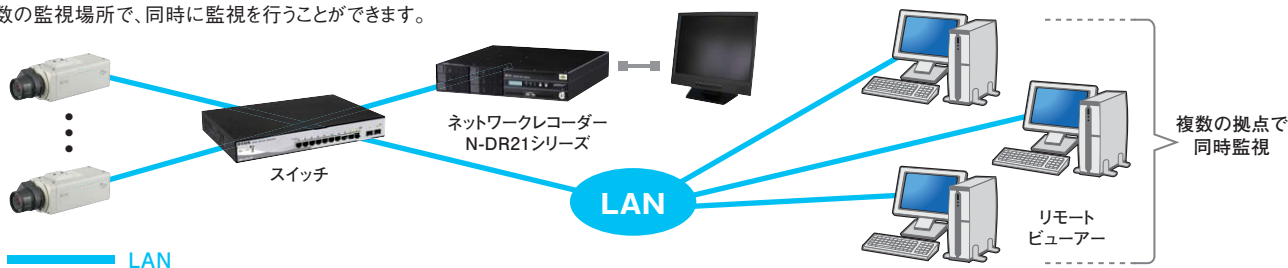 数の監視場所で、同時に監視を行うことができます。
ネットワークレコーダー
N-DR21シリーズ
スイッチ
LAN
複数の拠点で
同時監視
リモート
ビューアー
LAN